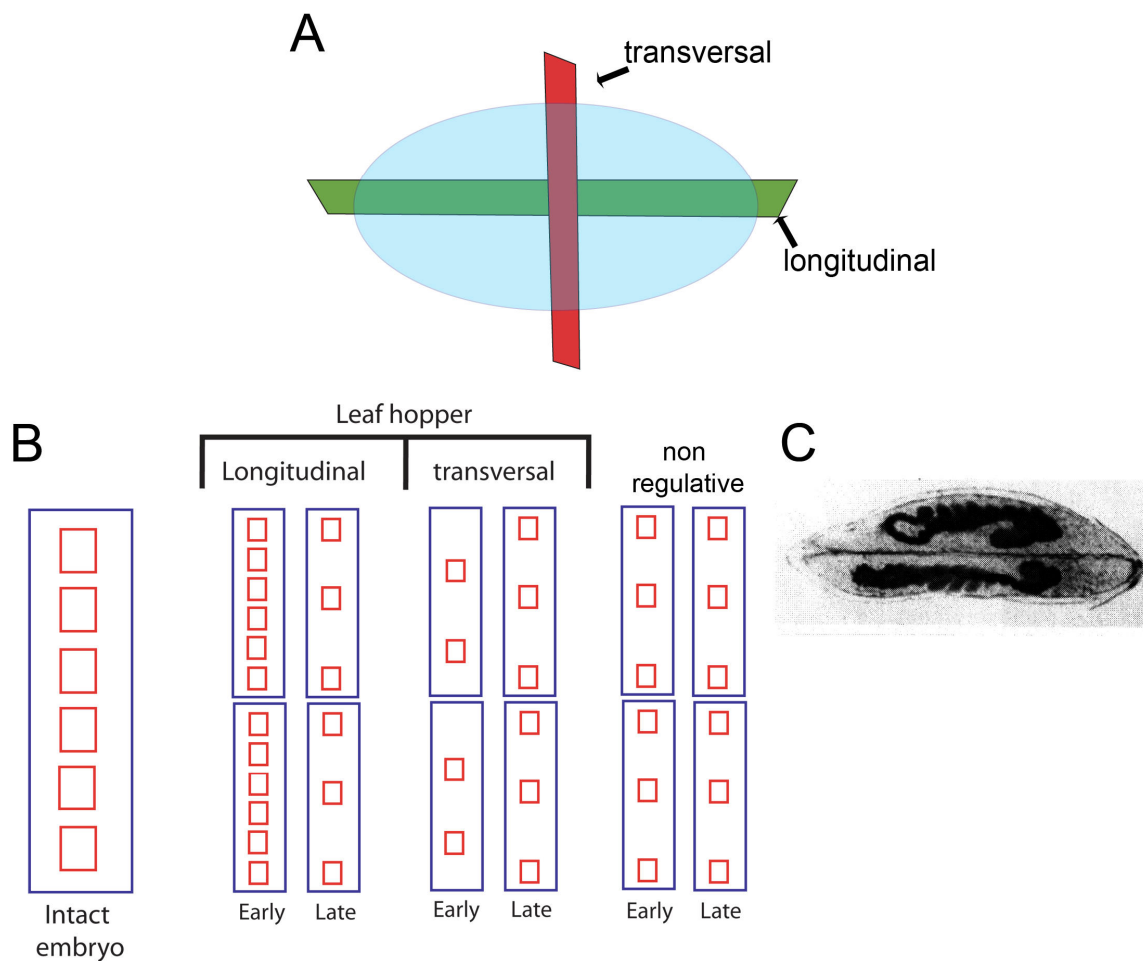 A
transversal
longitudinal
B
Leaf hopper
Longitudinal
transversal
non
regulative
C
Intact
embryo
Early
Late
Early
Late
Early
Late